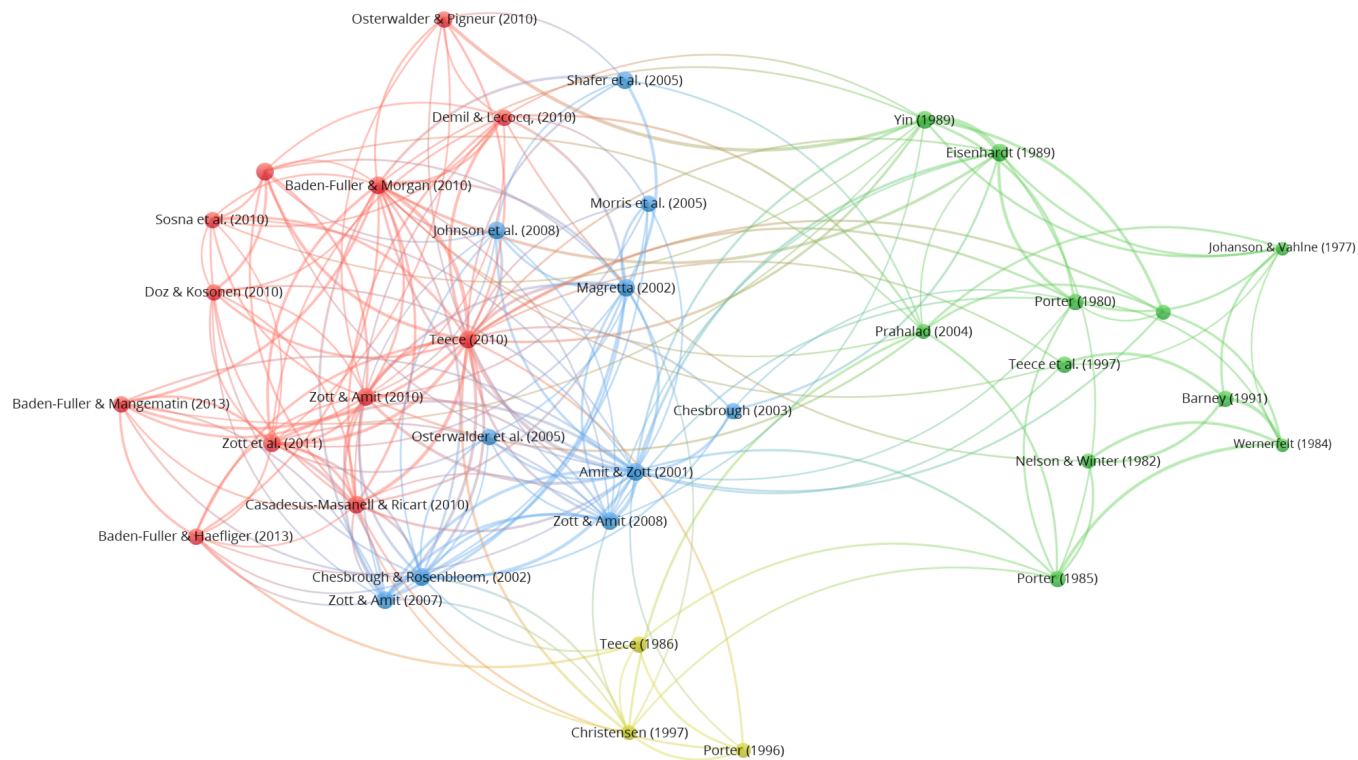 Osterwalder & Pigneur (2010)
Shafer et al. (2005)
Demil & Lecocq, (2010)
Yin (1989)
Eisenhardt (1989)
Baden-Fuller & Morgan (2010)
Morris et al. (2005)
Sosna et al. (2010)
Johnson et al. (2008)
Johanson & Vahlne (1977)
Magretta (2002)
Doz & Kosonen (2010)
Porter (1980)
Prahalad (2004)
Teece (2010)
Teece et al. (1997)
Zott & Amit (2010)
Barney (1991)
Baden-Fuller & Mangematin (2013)
Chesbrough (2003)
Osterwalder et al. (2005)
Zott et al. (2011)
Wernerfelt (1984)
Nelson & Winter (1982)
Amit & Zott (2001)
Casadesus-Masanell & Ricart (2010)
Zott & Amit (2008)
Baden-Fuller & Haefliger (2013)
Chesbrough & Rosenbloom, (2002)
Porter (1985)
Zott & Amit (2007)
Teece (1986)
Christensen (1997)
Porter (1996)